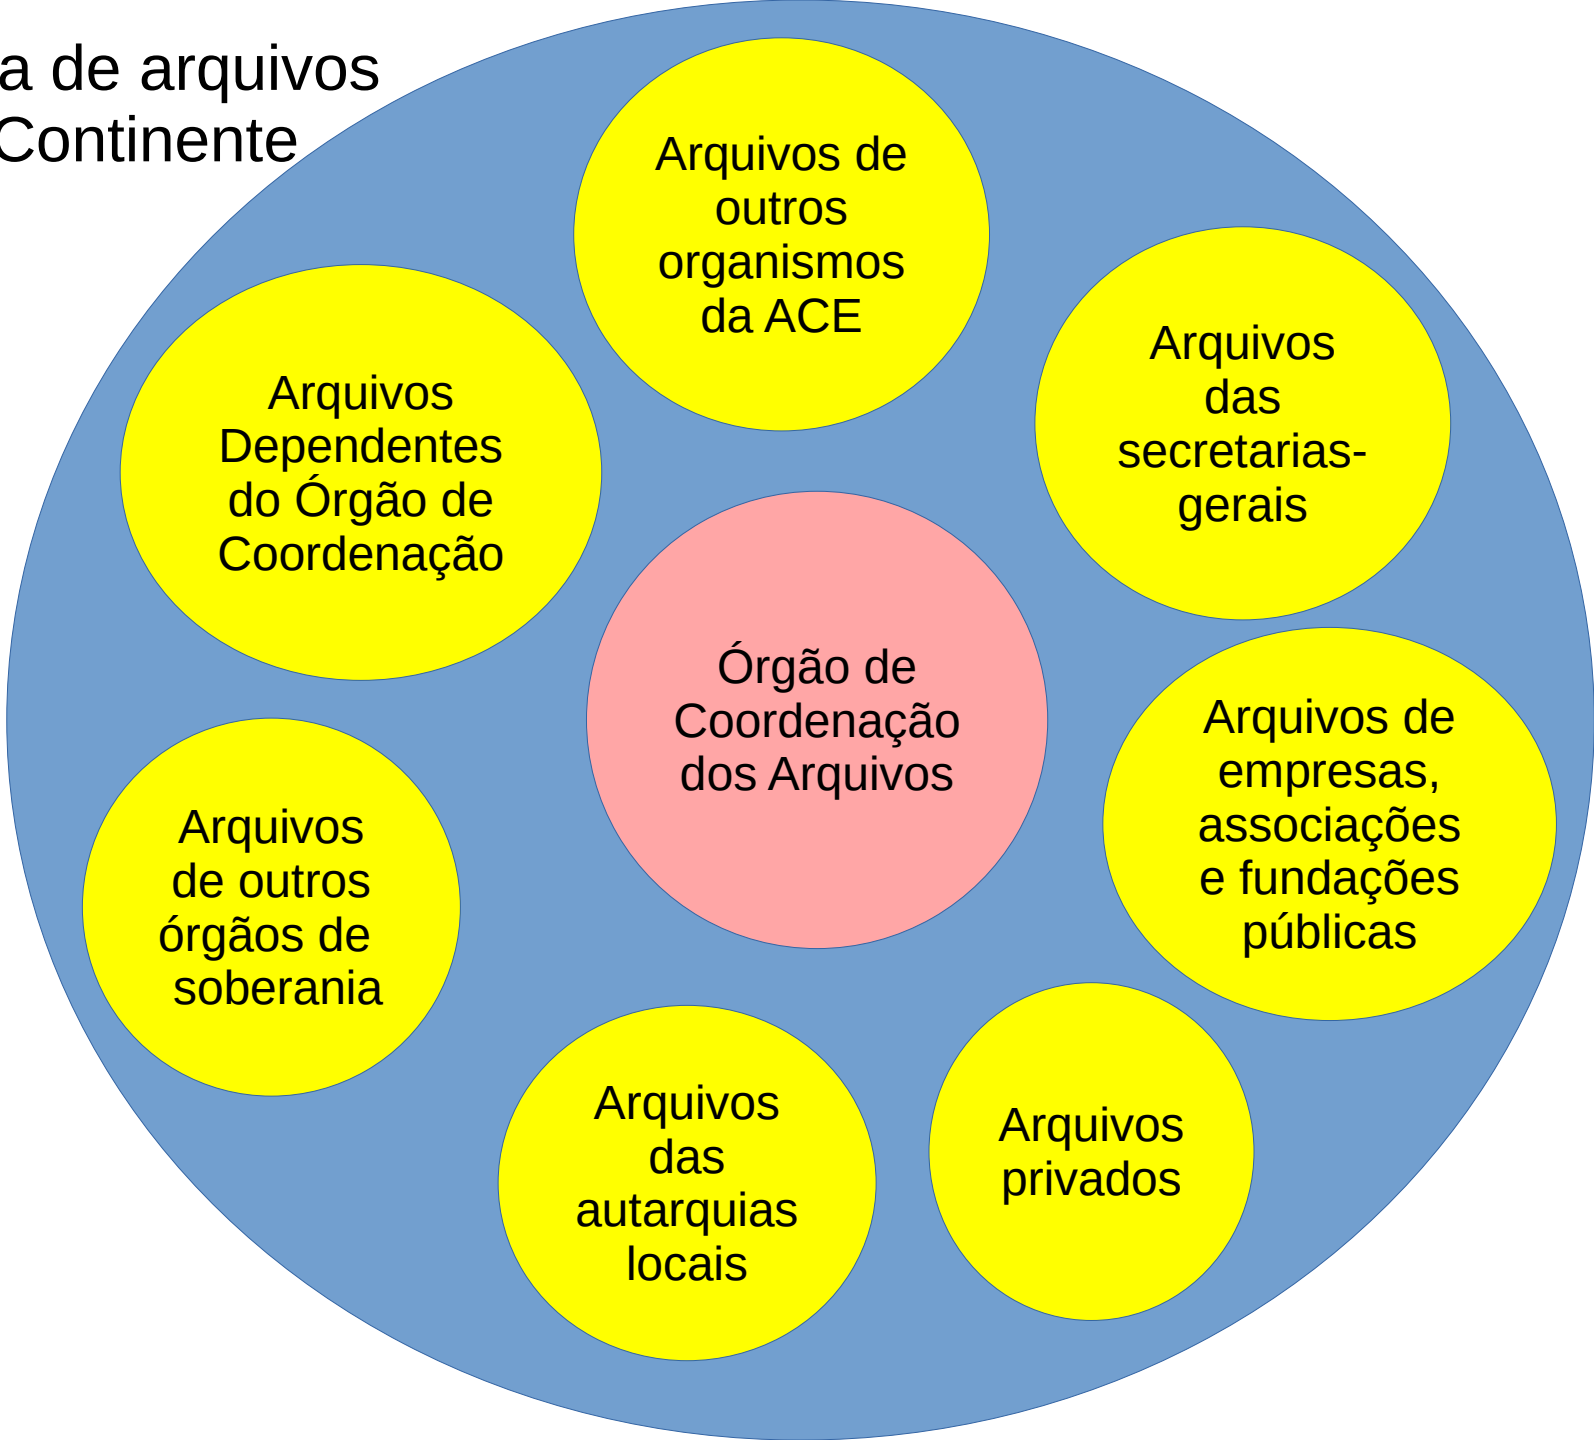 a de arquivos
Continente
Arquivos de
outros
organismos
da ACE
Arquivos
das
secretarias-
gerais
Arquivos
Dependentes
do Órgão de
Coordenação
Órgão de
Coordenação
dos Arquivos
Arquivos de
empresas,
associações
e fundações
públicas
Arquivos
de outros
órgãos de
soberania
Arquivos
das
autarquias
locais
Arquivos
privados